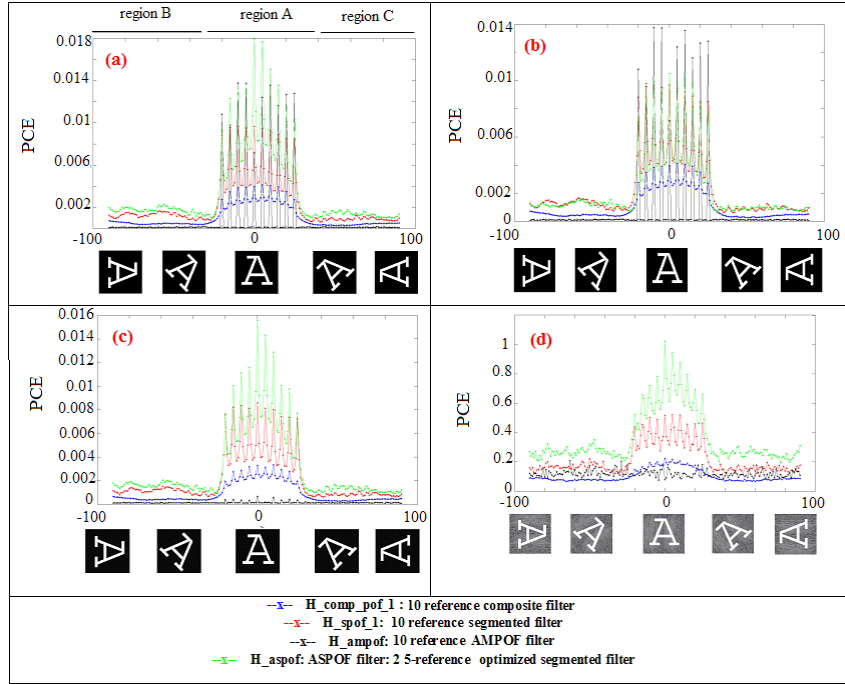 region B region A region C
(a)
0.018
0.018
0.014
0.01
0.006
0.002
PCE
-100 0 100
A A A A A
(b)
0.014
0.01
0.006
0.002
0
PCE
-100 0 100
A A A A A
(c)
0.016
0.014
0.012
0.01
0.008
0.006
0.004
0.002
0
PCE
-100 0 100
A A A A A
(d)
1
0.8
0.6
0.4
0.2
0
PCE
-100 0 100
A A A A A
--x-- H_comp_pof_1 : 10 reference composite filter
--x-- H_spof_1: 10 reference segmented filter
--x-- H_ampof: 10 reference AMPOF filter
--x-- H_aspof: ASPOF filter: 2 5-reference optimized segmented filter